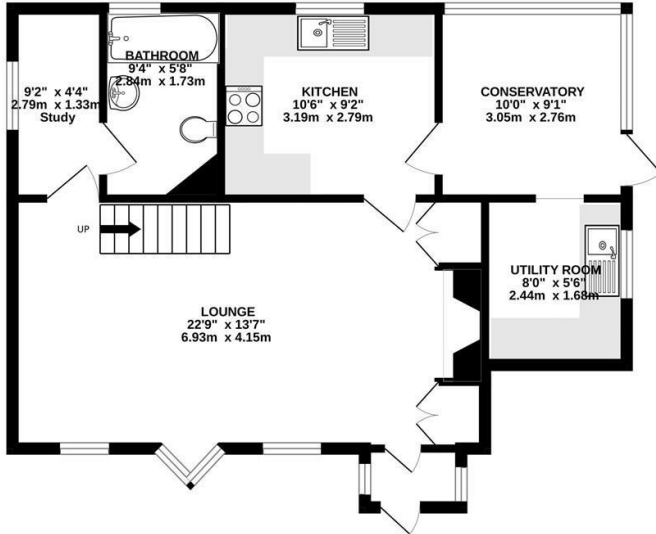 BATHROOM
9'4" x 5'8"
2.84m x 1.73m
9'2" x 4'4"
2.79m x 1.33m
Study
KITCHEN
10'6" x 9'2"
3.19m x 2.79m
CONSERVATORY
10'0" x 9'1"
3.05m x 2.76m
UP
UTILITY ROOM
8'0" x 5'6"
2.44m x 1.68m
LOUNGE
22'9" x 13'7"
6.93m x 4.15m